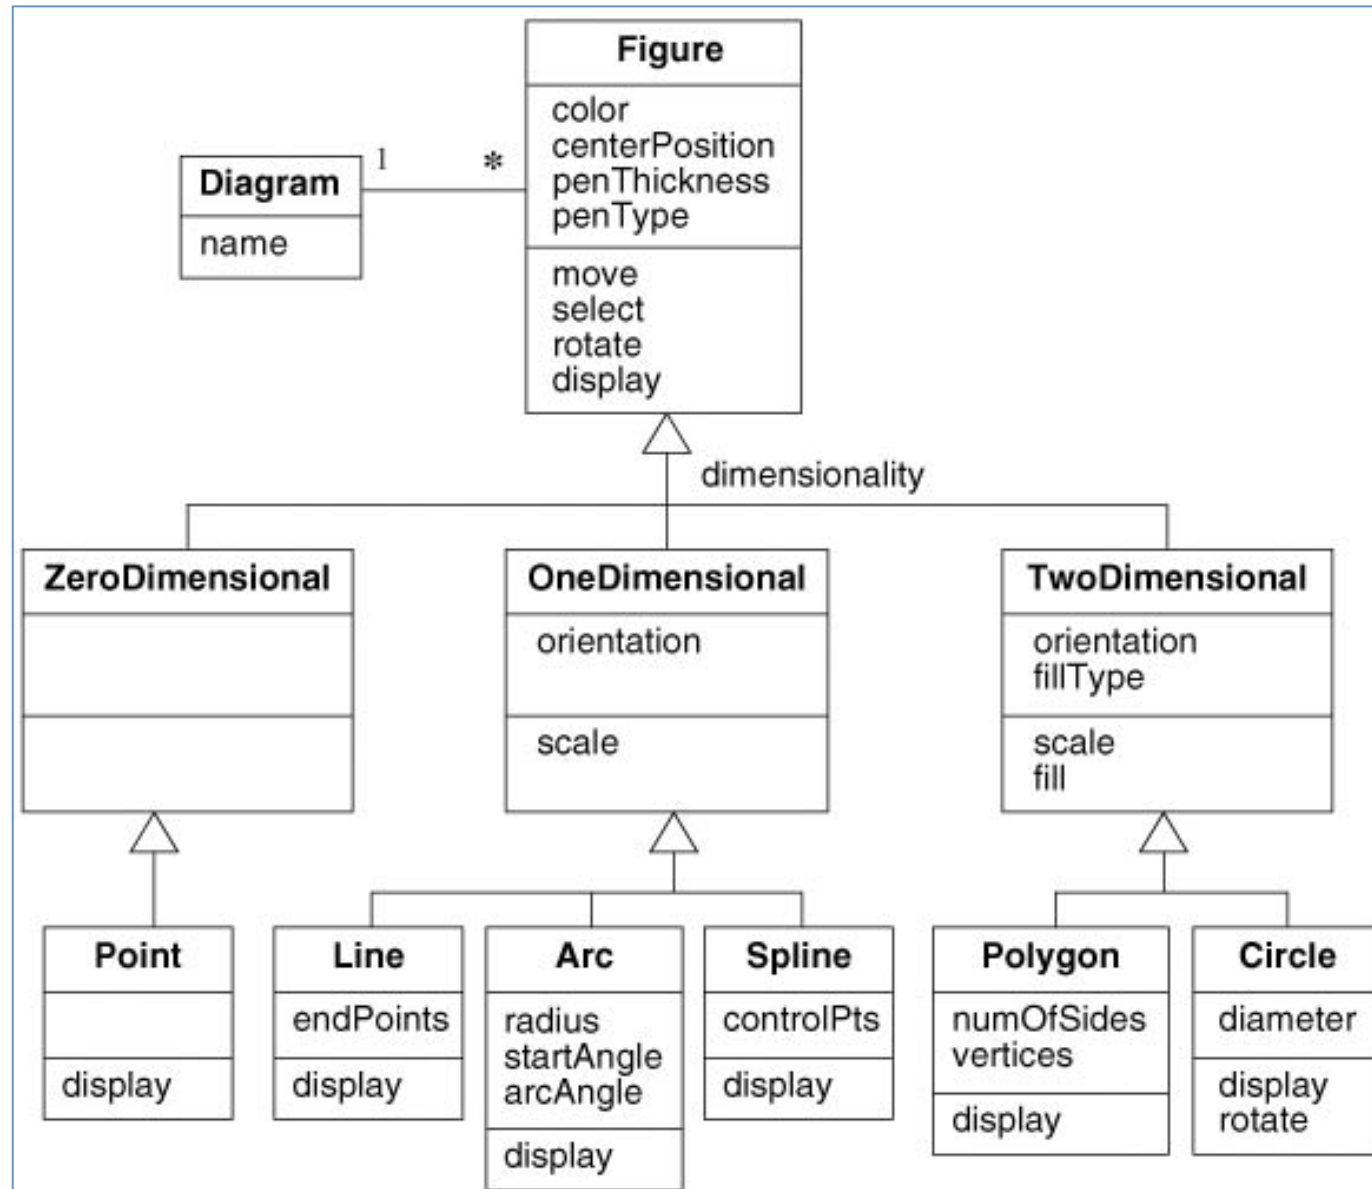 Figure
color
centerPosition
penThickness
penType
move
select
rotate
display
Diagram
name
1
*
dimensionality
ZeroDimensional
OneDimensional
orientation
scale
TwoDimensional
orientation
fillType
scale
fill
Point
display
Line
endPoints
display
Arc
radius
startAngle
arcAngle
display
Spline
controlPts
display
Polygon
numOfSides
vertices
display
Circle
diameter
display
rotate